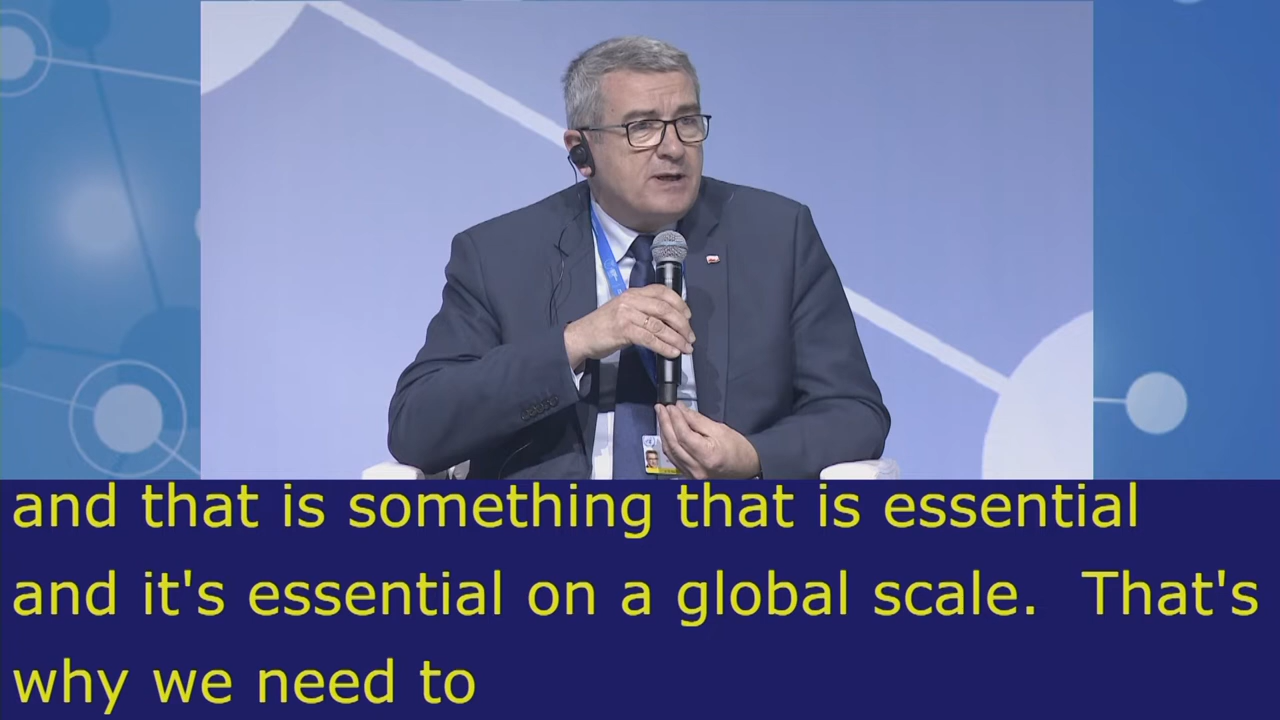 and that is something that is essential
and it's essential on a global scale.  That's
why we need to